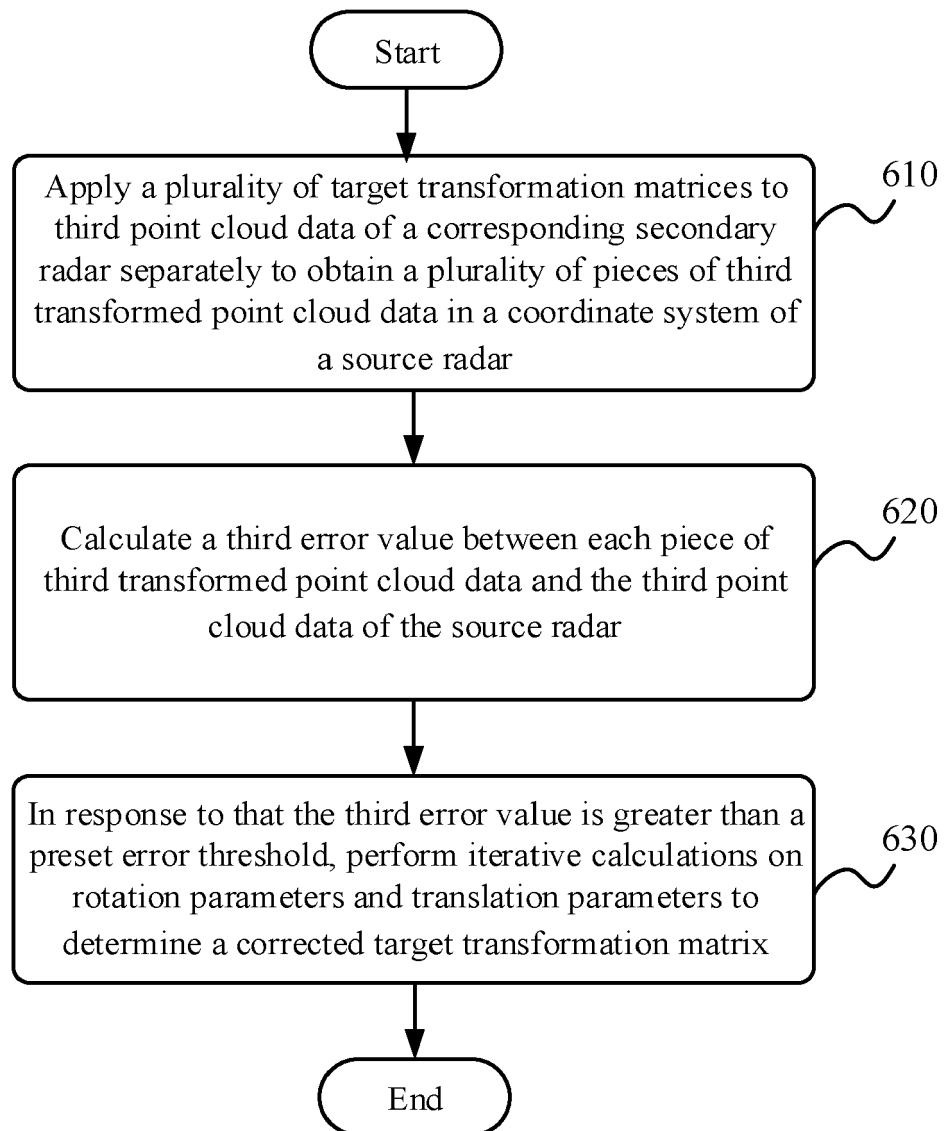 Start
Apply a plurality of target transformation matrices to
third point cloud data of a corresponding secondary
radar separately to obtain a plurality of pieces of third
transformed point cloud data in a coordinate system of
a source radar
610
Calculate a third error value between each piece of
third transformed point cloud data and the third point
cloud data of the source radar
620
In response to that the third error value is greater than a
preset error threshold, perform iterative calculations on
rotation parameters and translation parameters to
determine a corrected target transformation matrix
630
End